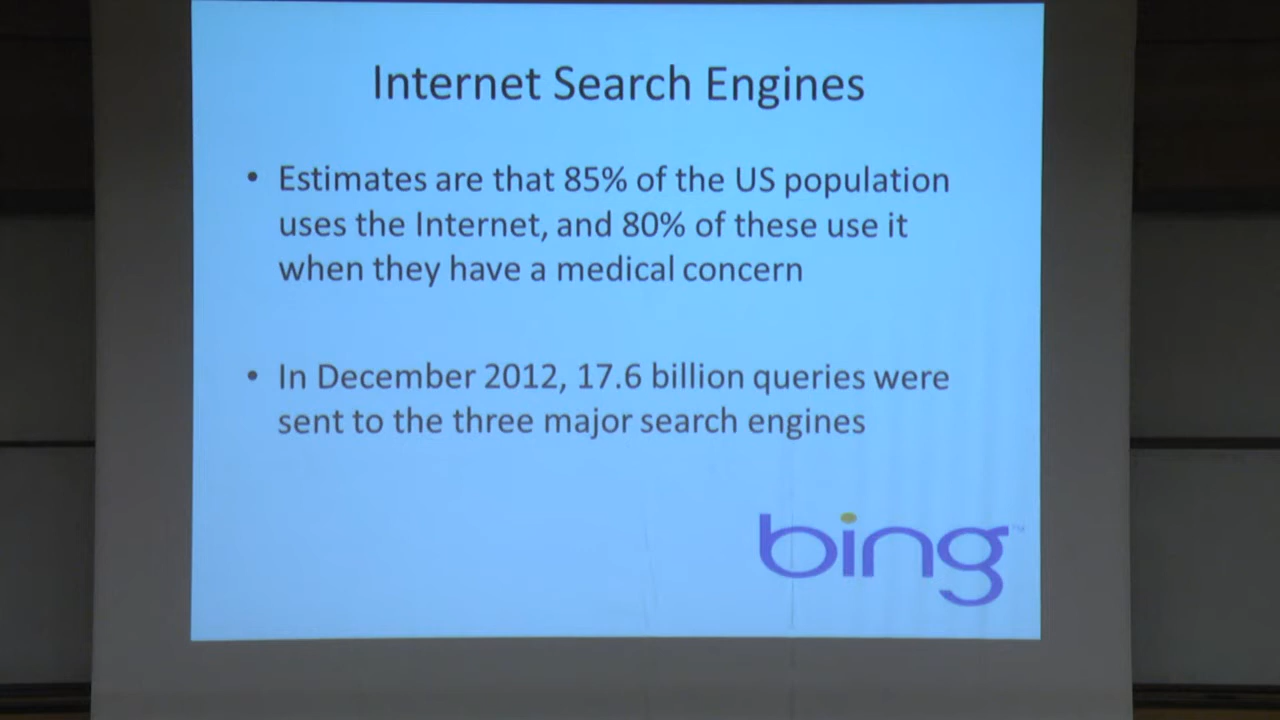 Internet Search Engines
• Estimates are that 85% of the US population
uses the Internet, and 80% of these use it
when they have a medical concern
• In December 2012, 17.6 billion queries were
sent to the three major search engines
bing™